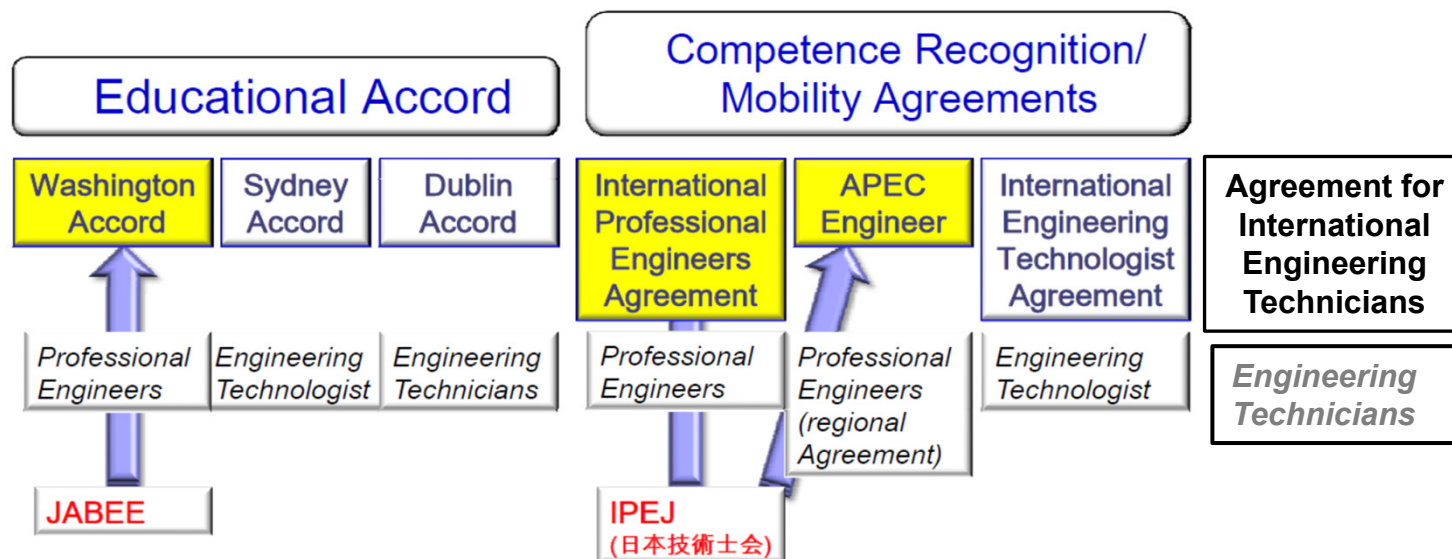 Educational Accord
Competence Recognition/
Mobility Agreements
Washington
Accord
Sydney
Accord
Dublin
Accord
International
Professional
Engineers
Agreement
APEC
Engineer
International
Engineering
Technologist
Agreement
Agreement for
International
Engineering
Technicians
Professional
Engineers
Engineering
Technologist
Engineering
Technicians
Professional
Engineers
Professional
Engineers
(regional
Agreement)
Engineering
Technologist
Engineering
Technicians
JABEE
IPEJ
(日本技術士会)